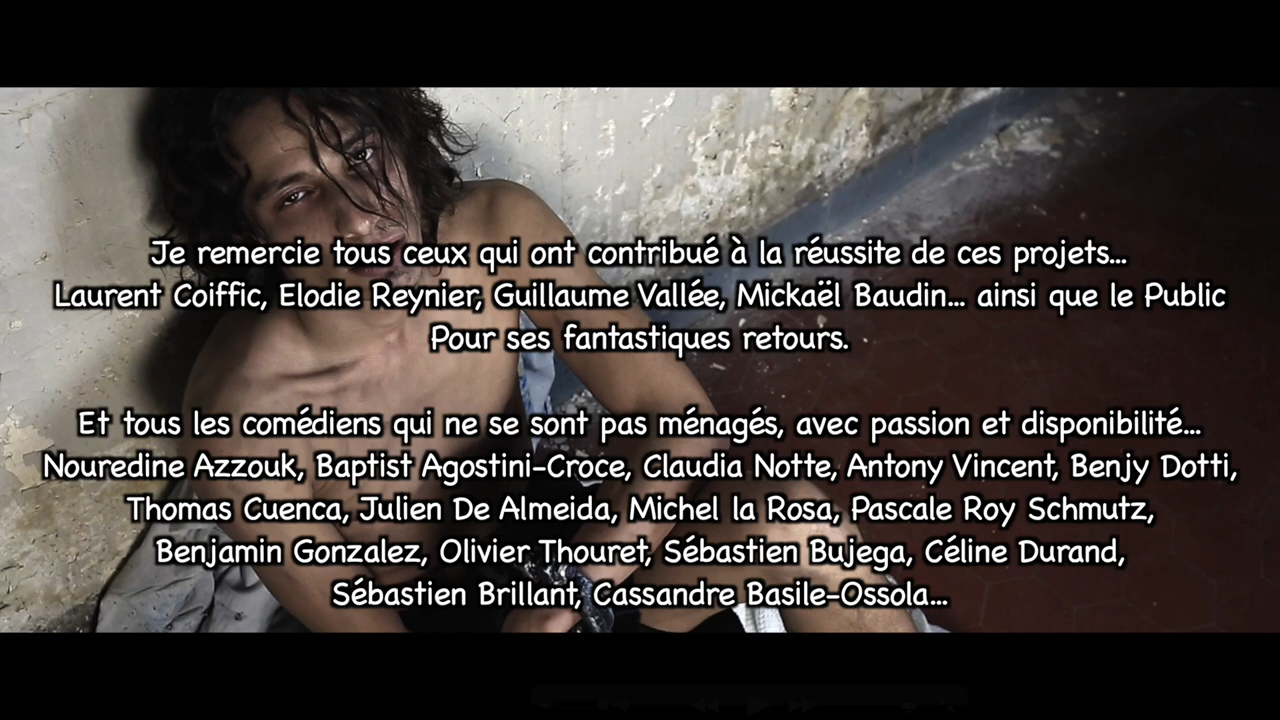 Je remercie tous ceux qui ont contribué à la réussite de ces projets...
Laurent Coiffic, Elodie Reynier, Guillaume Vallée, Mickaël Baudin... ainsi que le Public
Pour ses fantastiques retours.
Et tous les comédiens qui ne se sont pas ménagés, avec passion et disponibilité...
Nouredine Azzouk, Baptist Agostini-Croce, Claudia Notte, Antony Vincent, Benjy Dotti,
Thomas Cuenca, Julien De Almeida, Michel la Rosa, Pascale Roy Schmutz,
Benjamin Gonzalez, Olivier Thouret, Sébastien Bujega, Céline Durand,
Sébastien Brillant, Cassandre Basile-Ossola...